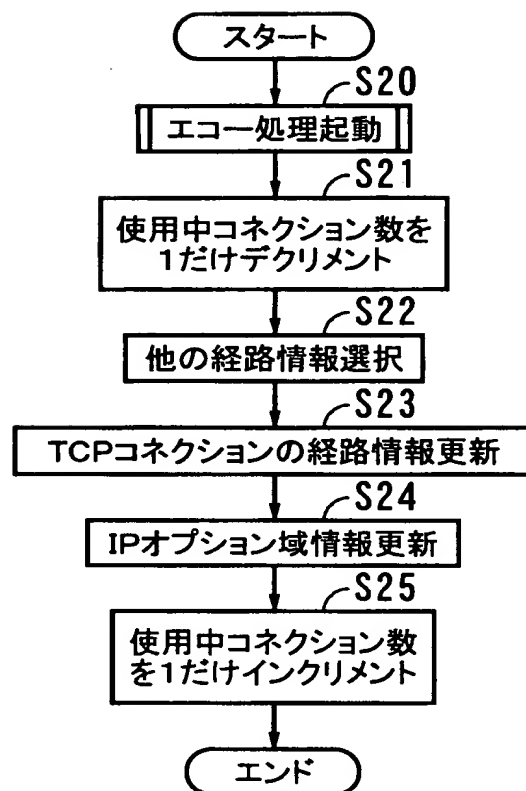 スタート
S20
エコー処理起動
S21
使用中コネクション数を
1だけデクリメント
S22
他の経路情報選択
S23
TCPコネクションの経路情報更新
S24
IPオプション域情報更新
S25
使用中コネクション数
を1だけインクリメント
エンド